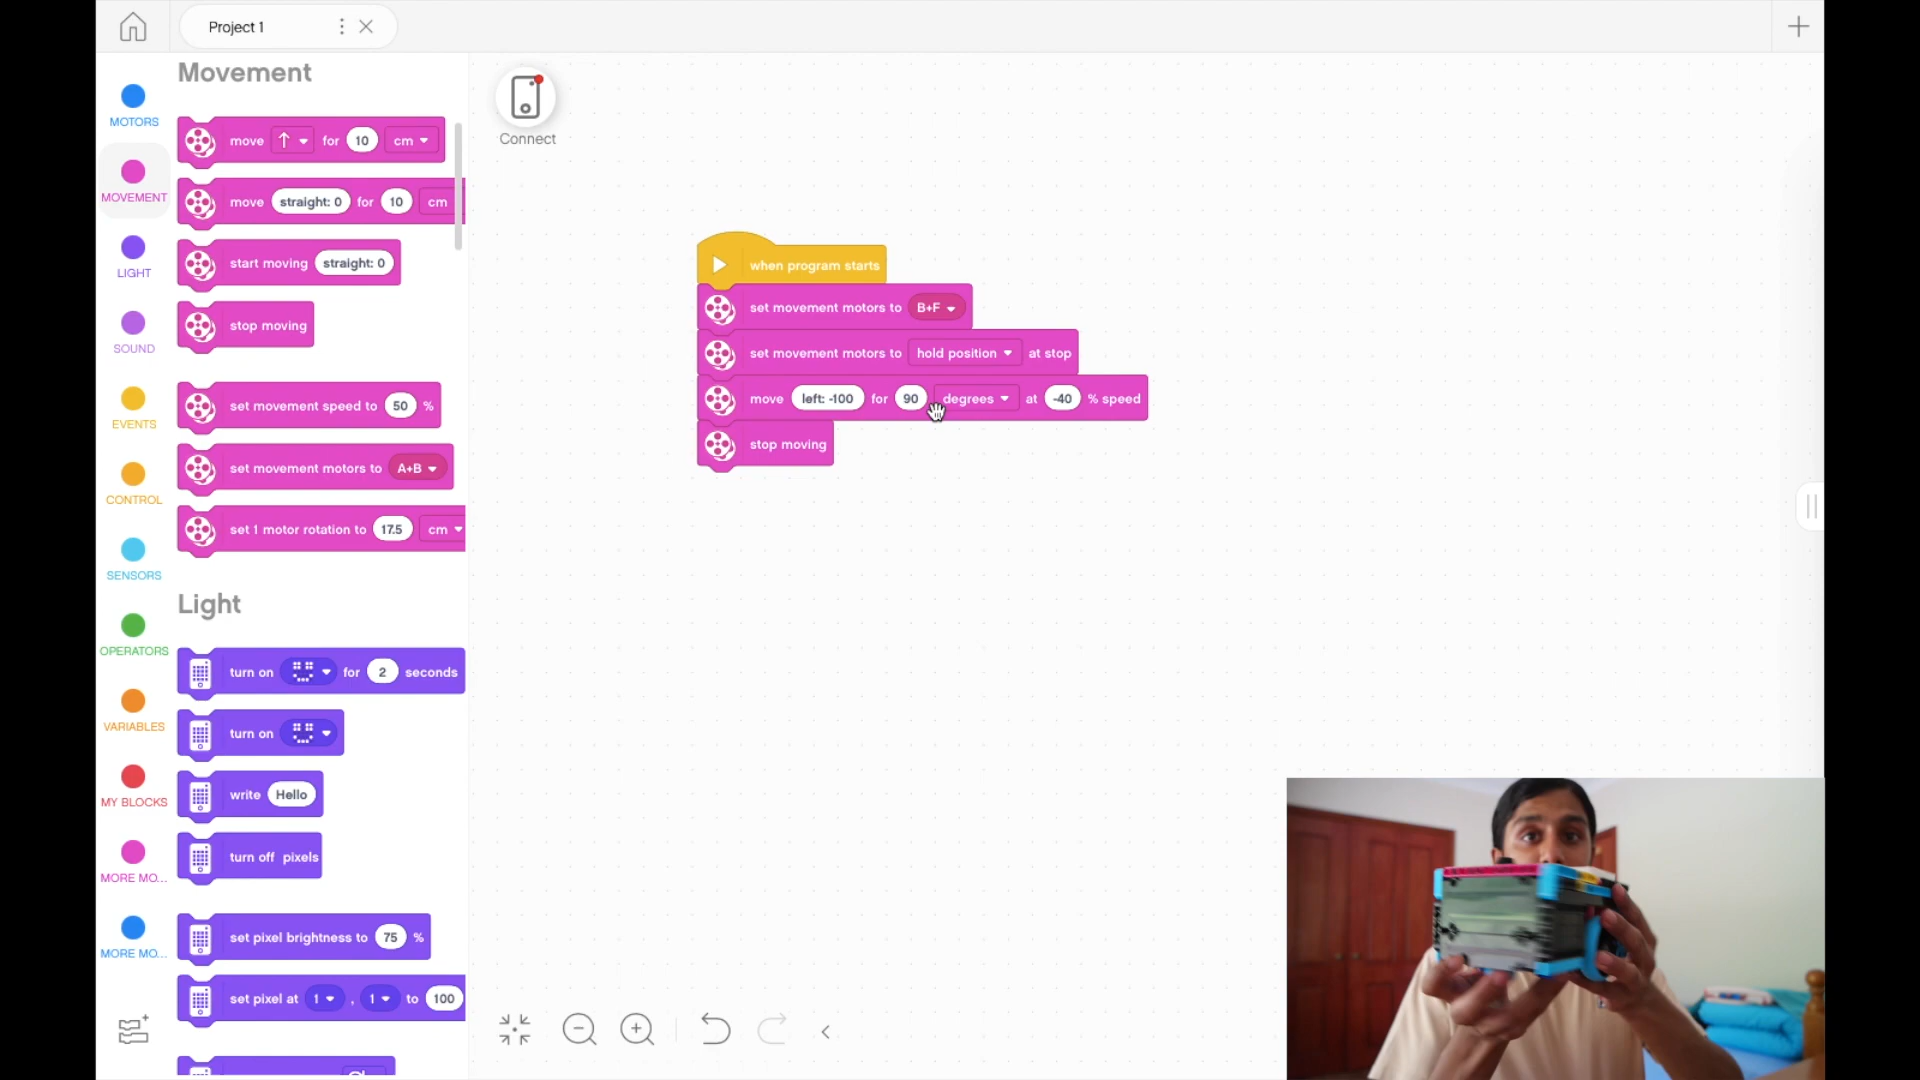 Project 1
Movement
MOTORS
move for 10 cm
MOVEMENT
move straight: 0 for 10 cm
LIGHT
start moving straight: 0
SOUND
stop moving
EVENTS
set movement speed to 50 %
CONTROL
set movement motors to A+B
SENSORS
set 1 motor rotation to 17.5 cm
Light
OPERATORS
turn on for 2 seconds
VARIABLES
turn on
MY BLOCKS
write Hello
MORE MO...
turn off pixels
MORE MO...
set pixel brightness to 75 %
set pixel at 1 , 1 to 100
Connect
when program starts
set movement motors to B+F
set movement motors to hold position at stop
move left: -100 for 90 degrees at -40 % speed
stop moving